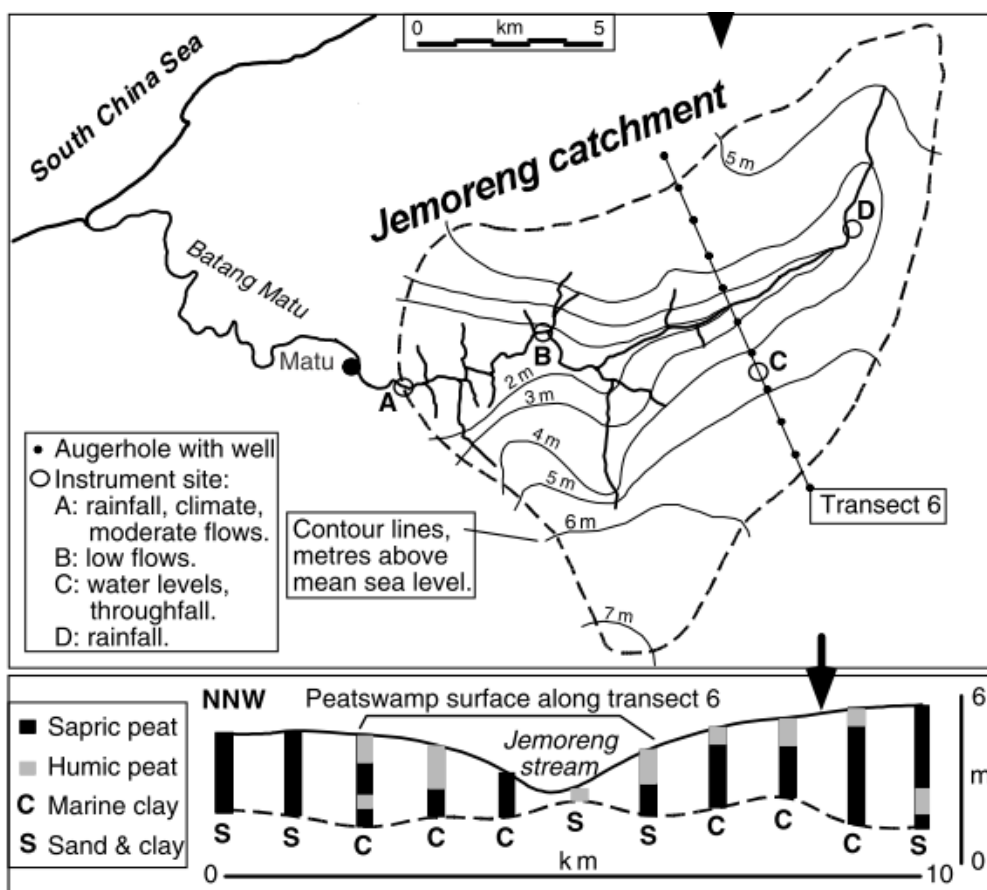 0 km 5
South China Sea
Jemoreng catchment
5 m
D
Batang Matu
Matu
A
B
C
2 m
3 m
4 m
5 m
6 m
7 m
Transect 6
Augerhole with well
Instrument site:
A: rainfall, climate,
moderate flows.
B: low flows.
C: water levels,
throughfall.
D: rainfall.
Contour lines,
metres above
mean sea level.
NNW
Peatswamp surface along transect 6
Jemoreng
stream
Sapric peat
Humic peat
C Marine clay
S Sand & clay
S S C C C S S C C C S
0 km 10
6
m
0